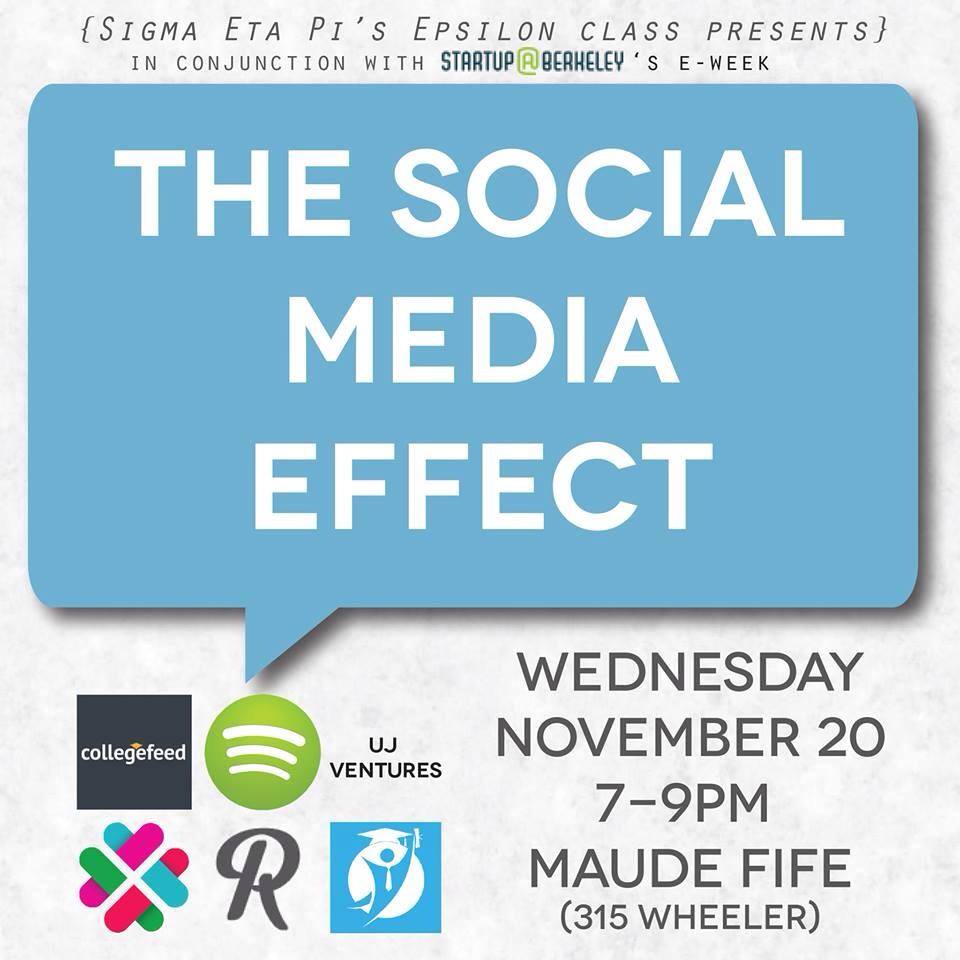 {SIGMA ETA PI'S EPSILON CLASS PRESENTS}
IN CONJUNCTION WITH STARTUP@BERKELEY 'S E-WEEK
THE SOCIAL
MEDIA
EFFECT
WEDNESDAY
NOVEMBER 20
7-9PM
MAUDE FIFE
(315 WHEELER)
collegefeed
UJ
VENTURES
R